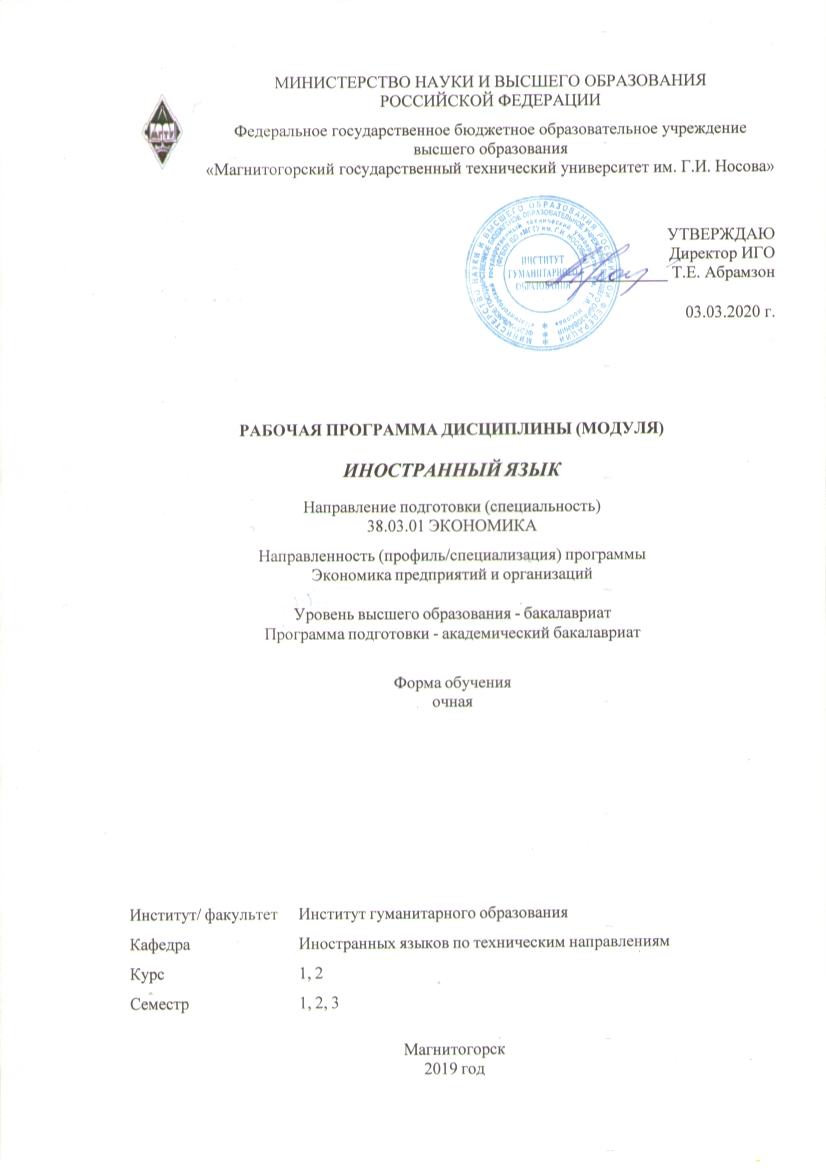 МИНИСТЕРСТВО НАУКИ И ВЫСШЕГО ОБРАЗОВАНИЯ
РОССИЙСКОЙ ФЕДЕРАЦИИ
Федеральное государственное бюджетное образовательное учреждение
высшего образования
«Магнитогорский государственный технический университет им. Г.И. Носова»
УТВЕРЖДАЮ
Директор ИГО
Т.Е. Абрамзон
03.03.2020 г.
ИНСТИТУТ
ГУМАНИТАРНОГО
ОБРАЗОВАНИЯ
РАБОЧАЯ ПРОГРАММА ДИСЦИПЛИНЫ (МОДУЛЯ)
ИНОСТРАННЫЙ ЯЗЫК
Направление подготовки (специальность)
38.03.01 ЭКОНОМИКА
Направленность (профиль/специализация) программы
Экономика предприятий и организаций
Уровень высшего образования - бакалавриат
Программа подготовки - академический бакалавриат
Форма обучения
очная
Институт/ факультет Институт гуманитарного образования
Кафедра Иностранных языков по техническим направлениям
Курс 1, 2
Семестр 1, 2, 3
Магнитогорск
2019 год